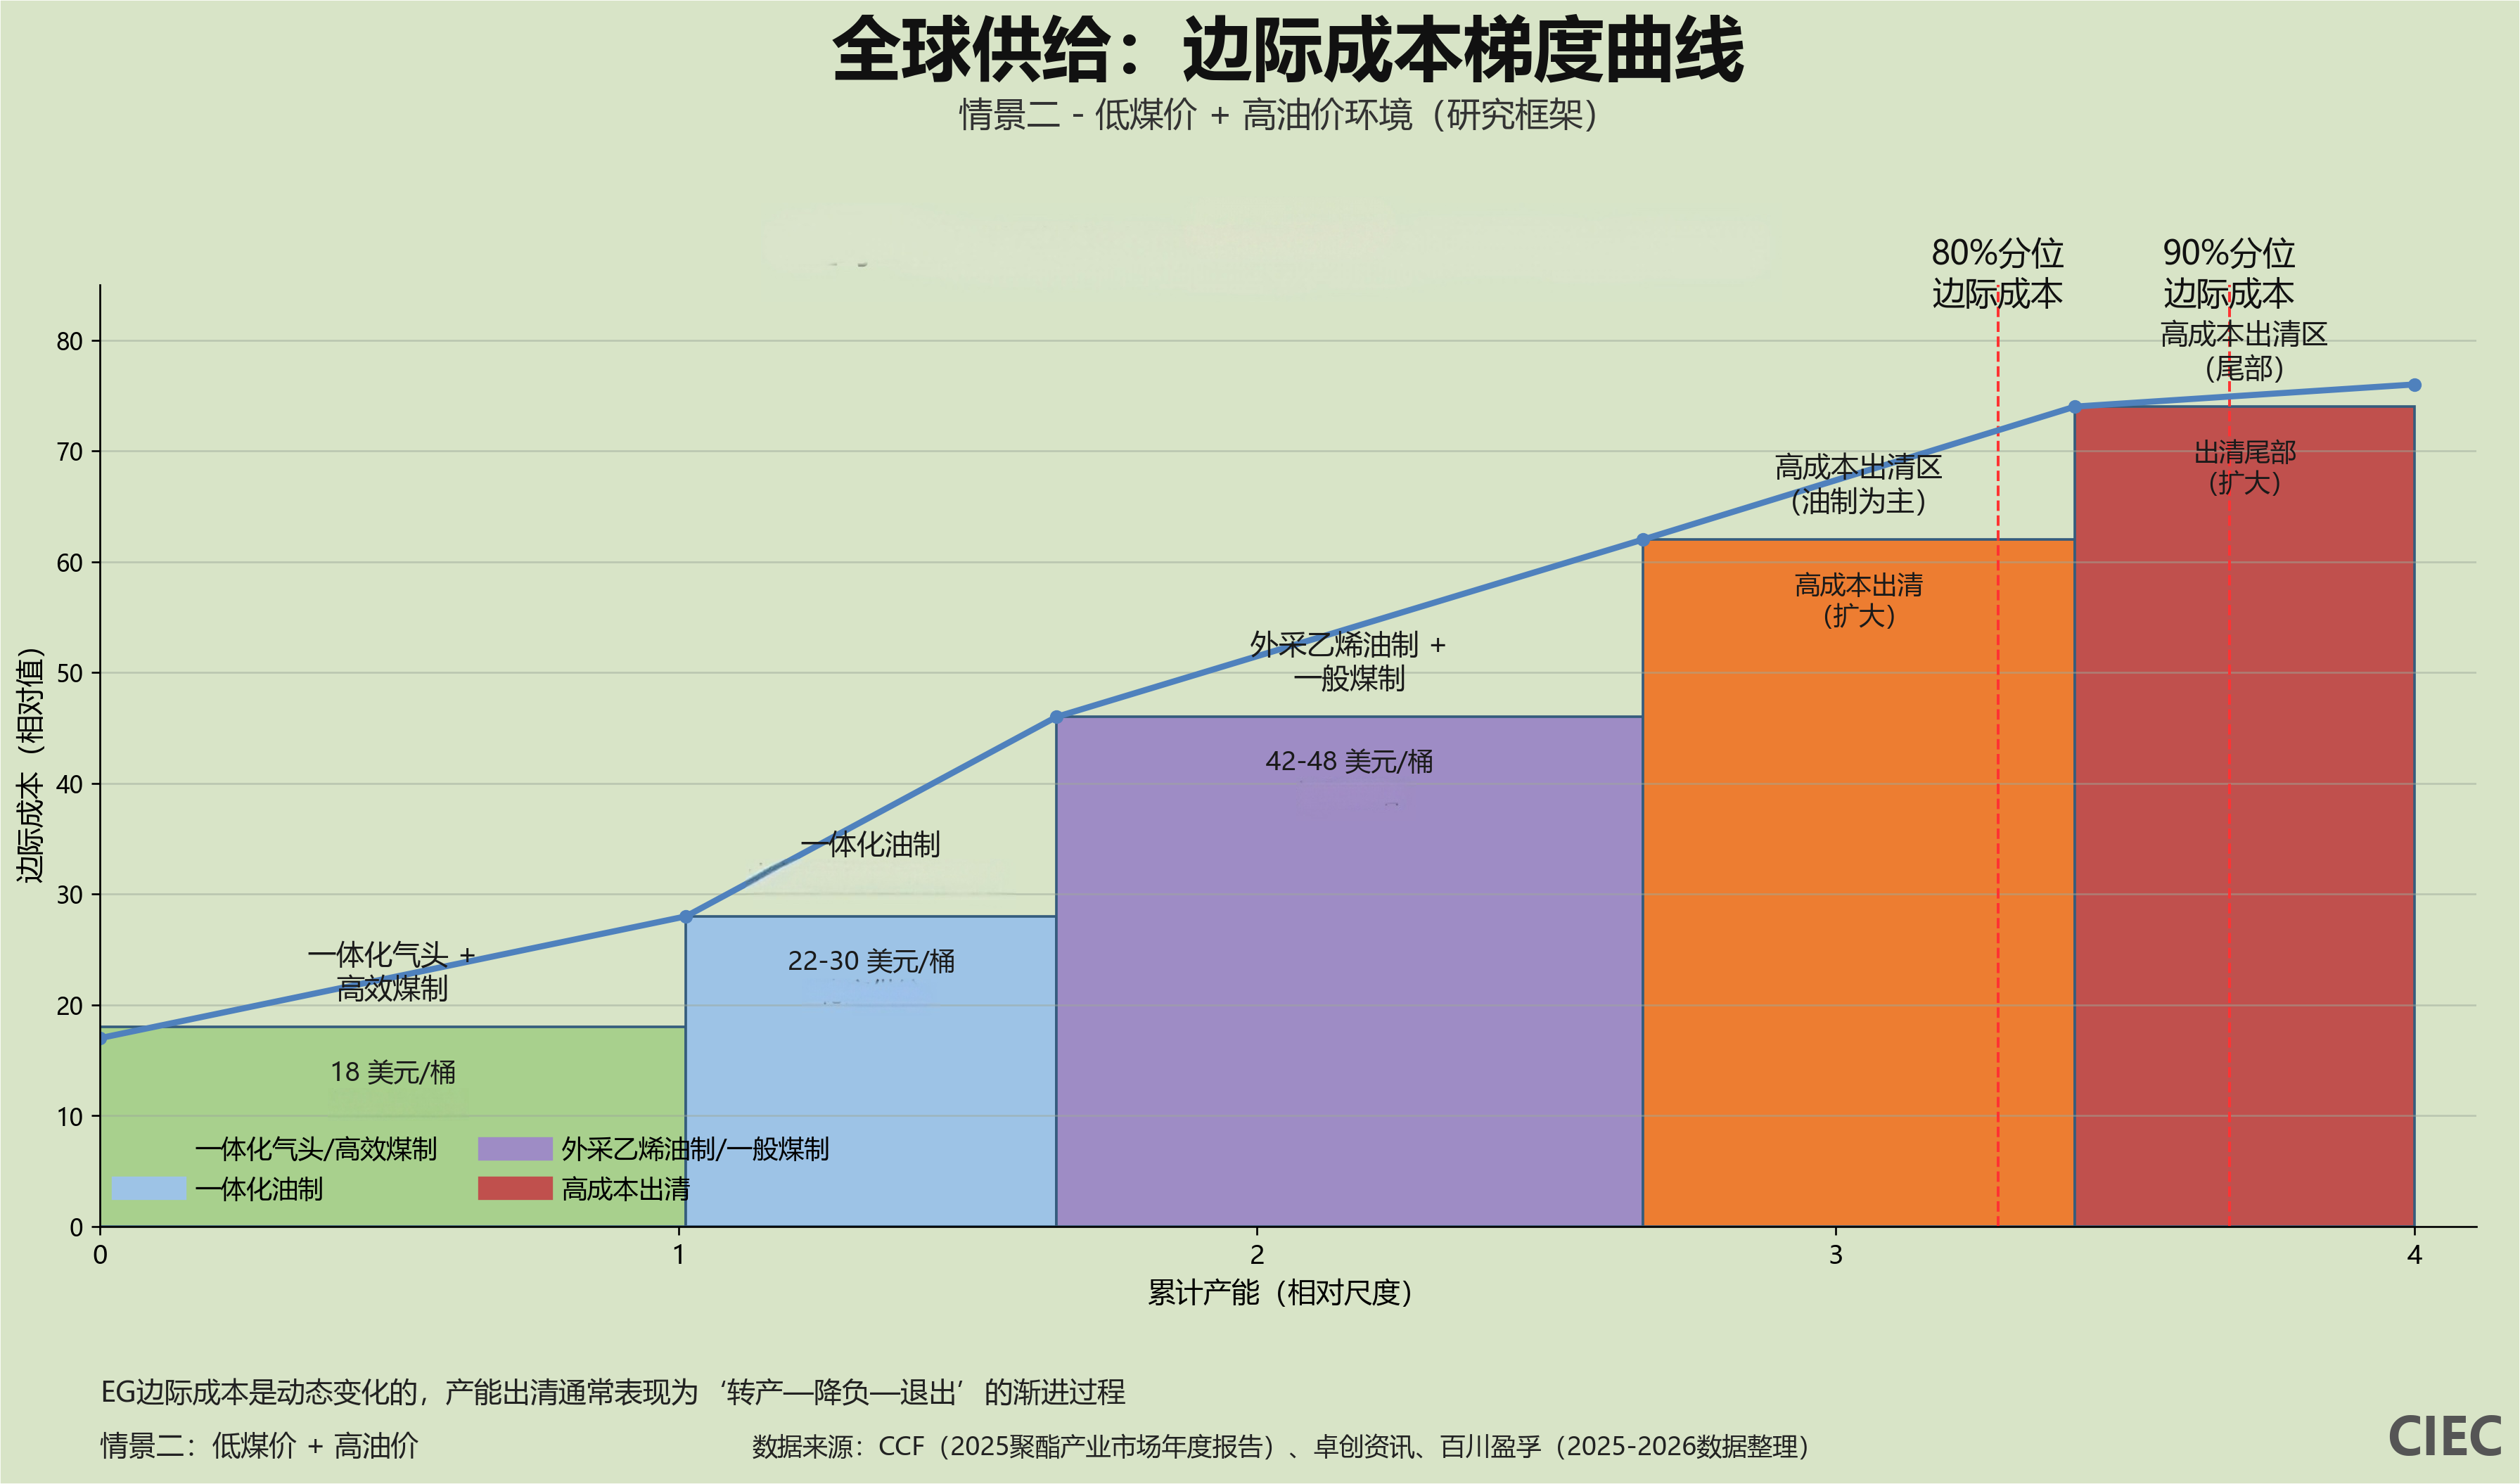 全球供给：边际成本梯度曲线
情景二 - 低煤价 + 高油价环境（研究框架）
80%分位
边际成本
90%分位
边际成本
高成本出清区
（尾部）
高成本出清区
（油制为主）
外采乙烯油制 +
一般煤制
一体化油制
一体化气头 +
高效煤制
出清尾部
（扩大）
高成本出清
（扩大）
42-48 美元/桶
22-30 美元/桶
18 美元/桶
边际成本（相对值）
80
70
60
50
40
30
20
10
0
一体化气头/高效煤制
外采乙烯油制/一般煤制
一体化油制
高成本出清
0 1 2 3 4
累计产能（相对尺度）
EG边际成本是动态变化的，产能出清通常表现为‘转产—降负—退出’的渐进过程
情景二：低煤价 + 高油价
数据来源：CCF（2025聚酯产业市场年度报告）、卓创资讯、百川盈孚（2025-2026数据整理）
CIEC